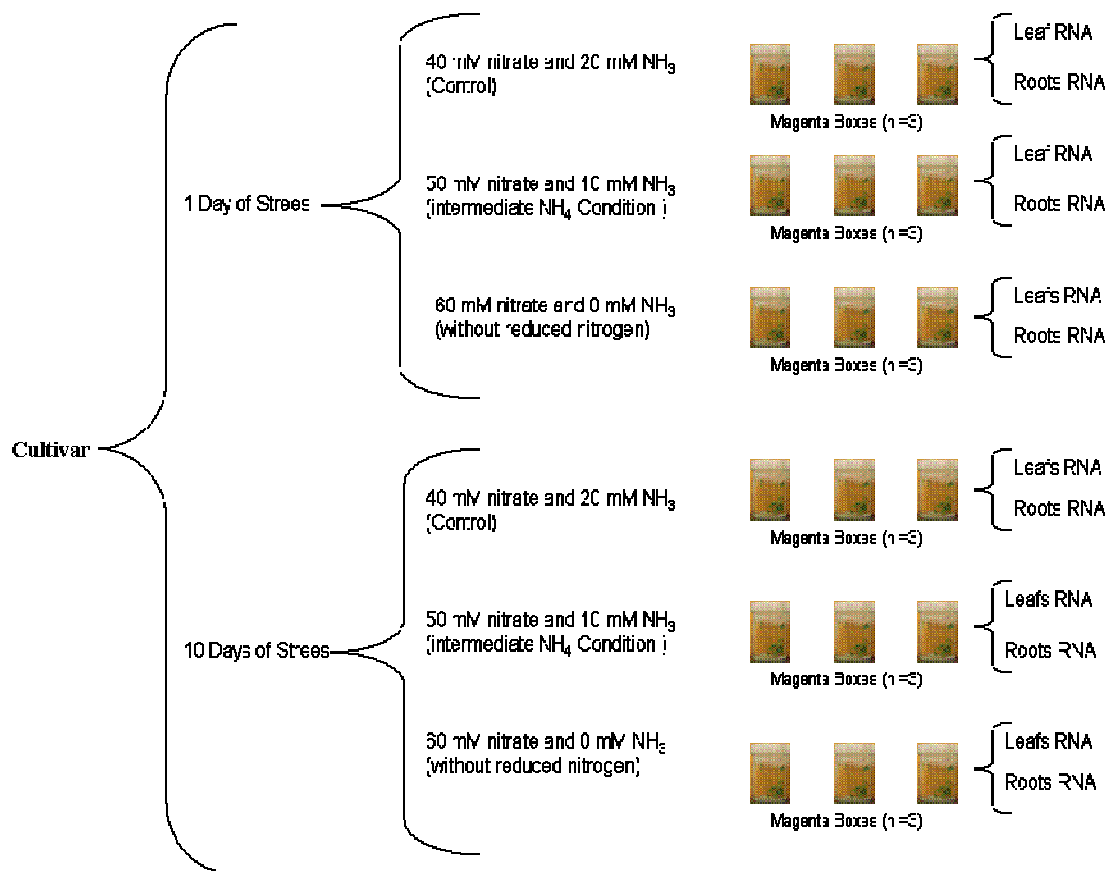 40 mM nitrate and 20 mM NH3
(Control)
Magenta Boxes (n=3)
Leaf RNA
Roots RNA
1 Day of Strees
50 mM nitrate and 10 mM NH3
(intermediate NH4 Condition )
Magenta Boxes (n=3)
Leaf RNA
Roots RNA
60 mM nitrate and 0 mM NH3
(without reduced nitrogen)
Magenta Boxes (n=3)
Leafs RNA
Roots RNA
Cultivar
40 mM nitrate and 20 mM NH3
(Control)
Magenta Boxes (n=3)
Leafs RNA
Roots RNA
10 Days of Strees
50 mM nitrate and 10 mM NH3
(intermediate NH4 Condition )
Magenta Boxes (n=3)
Leafs RNA
Roots RNA
60 mM nitrate and 0 mM NH3
(without reduced nitrogen)
Magenta Boxes (n=3)
Leafs RNA
Roots RNA